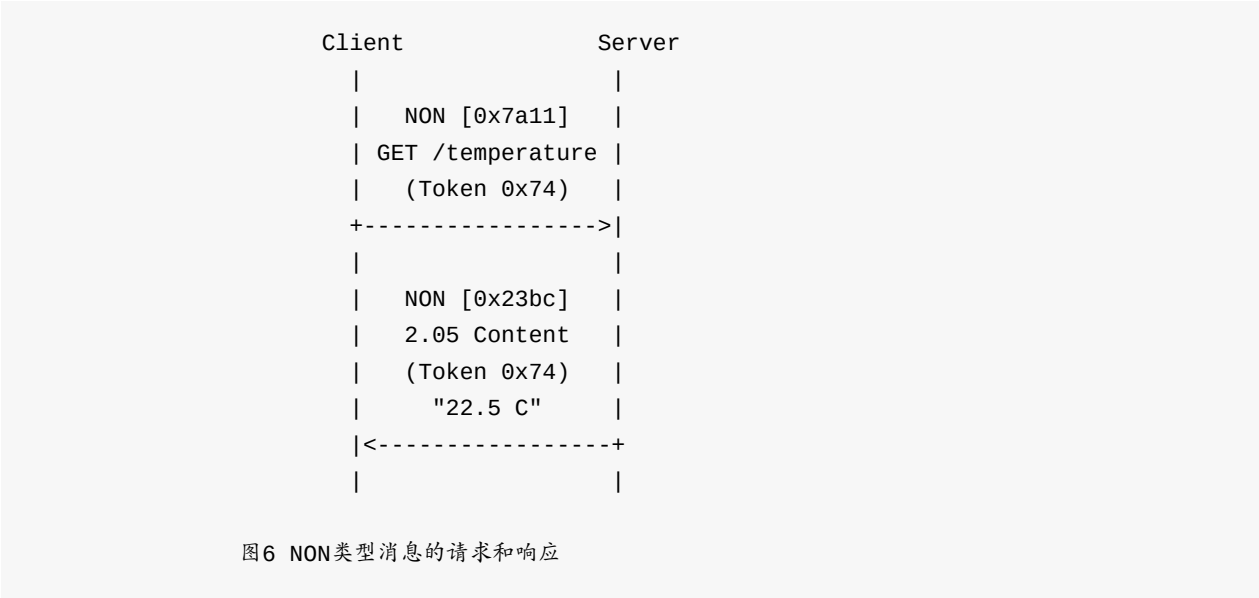 Client              Server
  |                  |
  |   NON [0x7a11]   |
  | GET /temperature |
  |   (Token 0x74)   |
  +----------------->|
  |                  |
  |   NON [0x23bc]   |
  |   2.05 Content   |
  |   (Token 0x74)   |
  |     "22.5 C"     |
  |<-----------------+
  |                  |
图6 NON类型消息的请求和响应